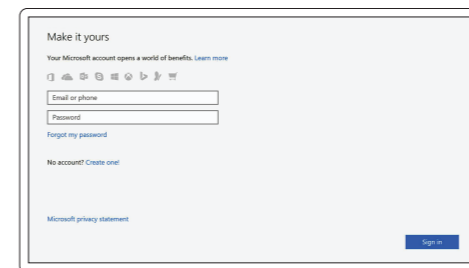 Make it yours
Your Microsoft account opens a world of benefits. Learn more
Email or phone
Password
Forgot my password
No account? Create one!
Microsoft privacy statement
Sign in